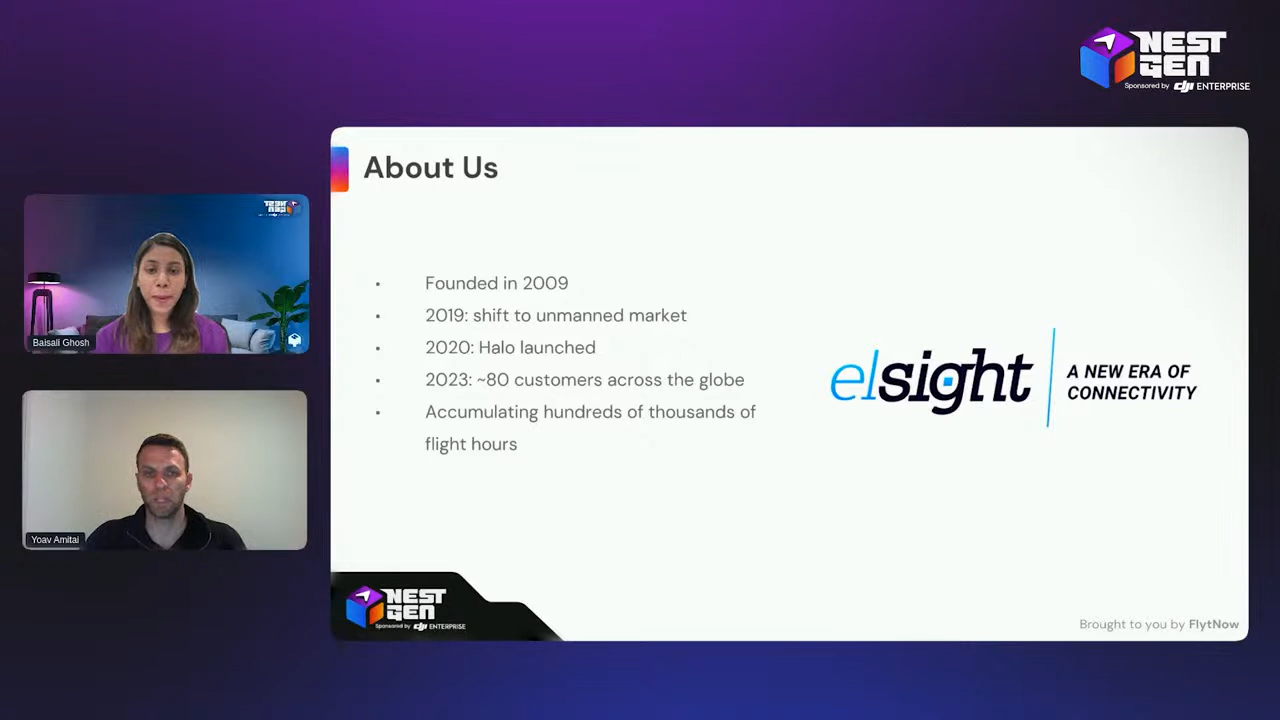 NEST
GEN
Sponsored by dji ENTERPRISE
About Us
Baisali Ghosh
Yoav Amitai
• Founded in 2009
• 2019: shift to unmanned market
• 2020: Halo launched
• 2023: ~80 customers across the globe
• Accumulating hundreds of thousands of
flight hours
elsight
A NEW ERA OF
CONNECTIVITY
NEST
GEN
Sponsored by dji ENTERPRISE
Brought to you by FlytNow